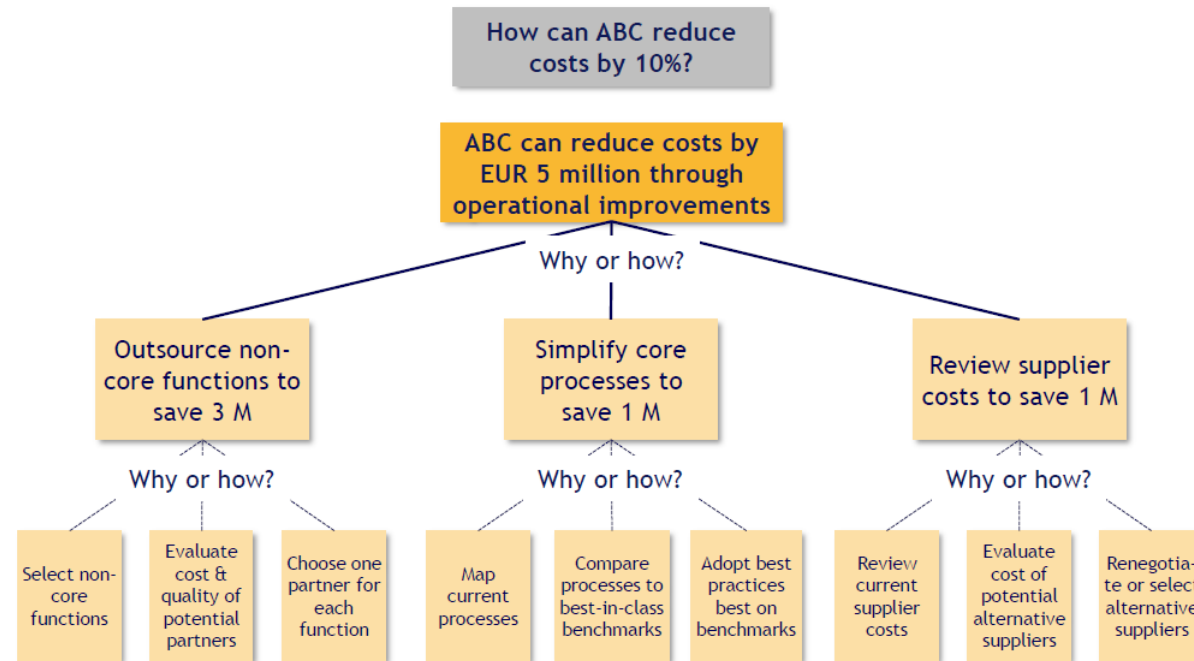 How can ABC reduce
costs by 10%?
ABC can reduce costs by
EUR 5 million through
operational improvements
Why or how?
Outsource non-
core functions to
save 3 M
Simplify core
processes to
save 1 M
Review supplier
costs to save 1 M
Why or how?
Why or how?
Why or how?
Select non-
core
functions
Evaluate
cost &
quality of
potential
partners
Choose one
partner for
each
function
Map
current
processes
Compare
processes to
best-in-class
benchmarks
Adopt best
practices
best on
benchmarks
Review
current
supplier
costs
Evaluate
cost of
potential
alternative
suppliers
Renegotia-
te or select
alternative
suppliers